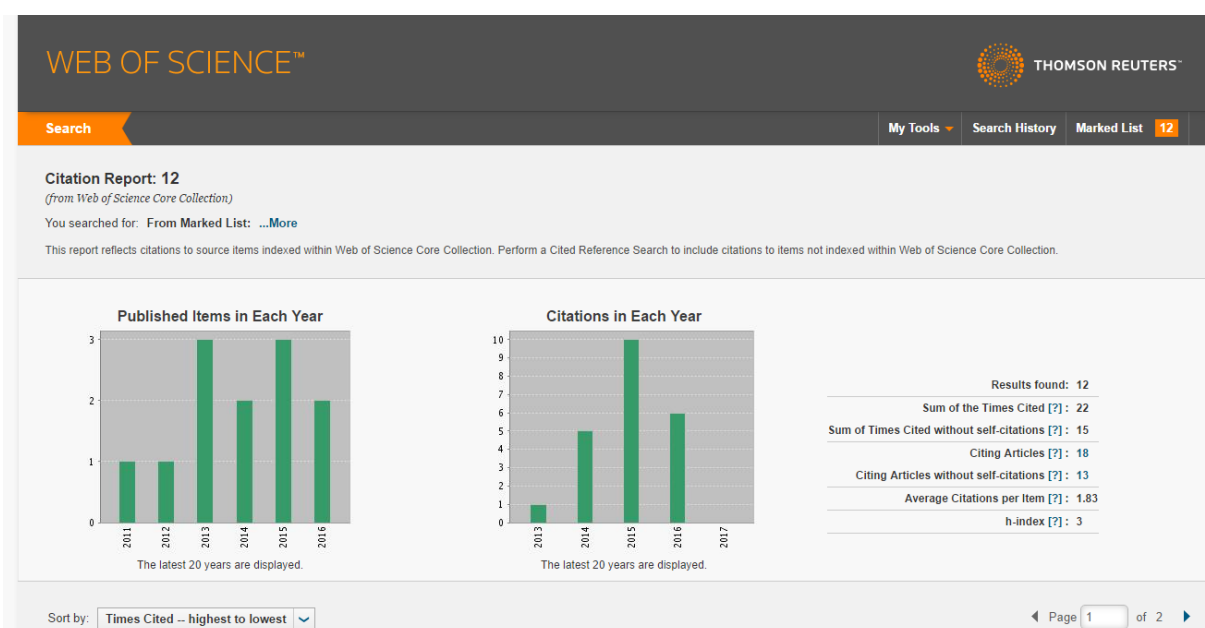 WEB OF SCIENCE™
THOMSON REUTERS™
Search
My Tools
Search History
Marked List 12
Citation Report: 12
(from Web of Science Core Collection)
You searched for: From Marked List: ...More
This report reflects citations to source items indexed within Web of Science Core Collection. Perform a Cited Reference Search to include citations to items not indexed within Web of Science Core Collection.
Published Items in Each Year
3
2
1
0
2011
2012
2013
2014
2015
2016
The latest 20 years are displayed.
Citations in Each Year
10
9
8
7
6
5
4
3
2
1
0
2013
2014
2015
2016
2017
The latest 20 years are displayed.
Results found: 12
Sum of the Times Cited [?] : 22
Sum of Times Cited without self-citations [?] : 15
Citing Articles [?] : 18
Citing Articles without self-citations [?] : 13
Average Citations per Item [?] : 1.83
h-index [?] : 3
Sort by: Times Cited -- highest to lowest
Page 1 of 2